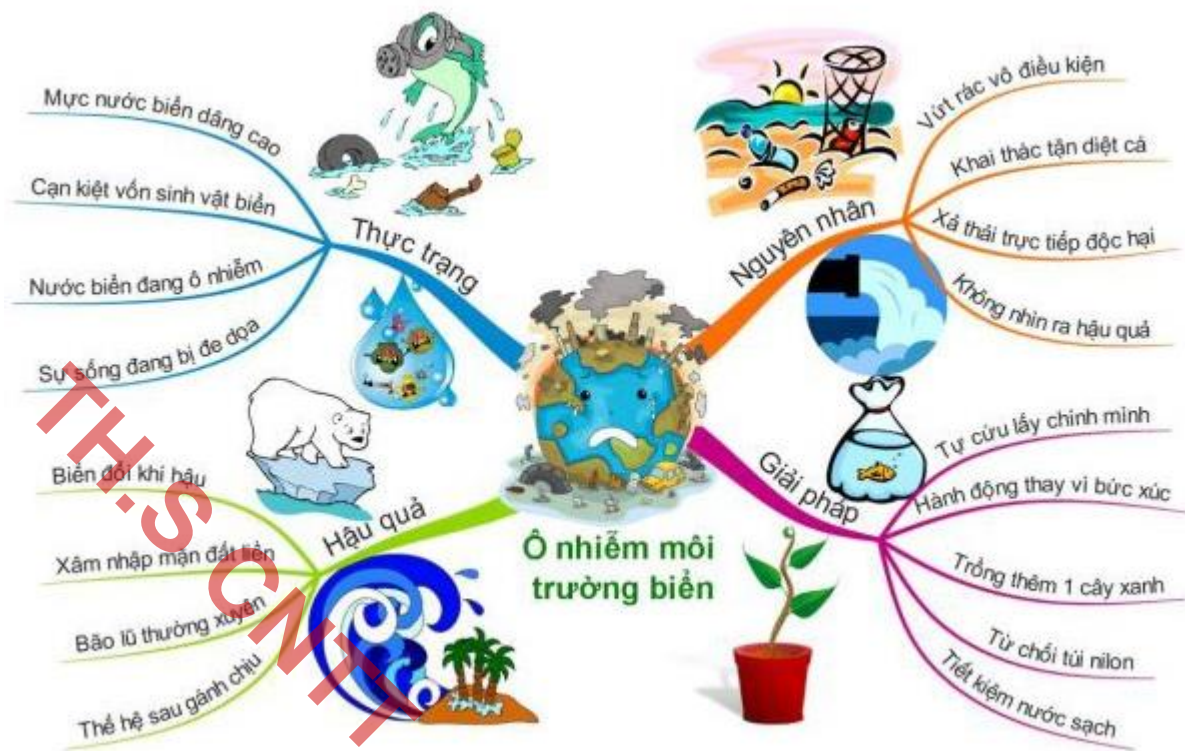 Ô nhiễm môi
trường biển
Thực trạng
Mực nước biển dâng cao
Cạn kiệt vốn sinh vật biển
Nước biển đang ô nhiễm
Sự sống đang bị đe dọa
Nguyên nhân
Vứt rác vô điều kiện
Khai thác tận diệt cá
Xả thải trực tiếp độc hại
Không nhìn ra hậu quả
Hậu quả
Biến đổi khí hậu
Xâm nhập mặn đất liền
Bão lũ thường xuyên
Thế hệ sau gánh chịu
Giải pháp
Tự cứu lấy chính mình
Hành động thay vì bức xúc
Trồng thêm 1 cây xanh
Từ chối túi nilon
Tiết kiệm nước sạch
TH.S CNTT